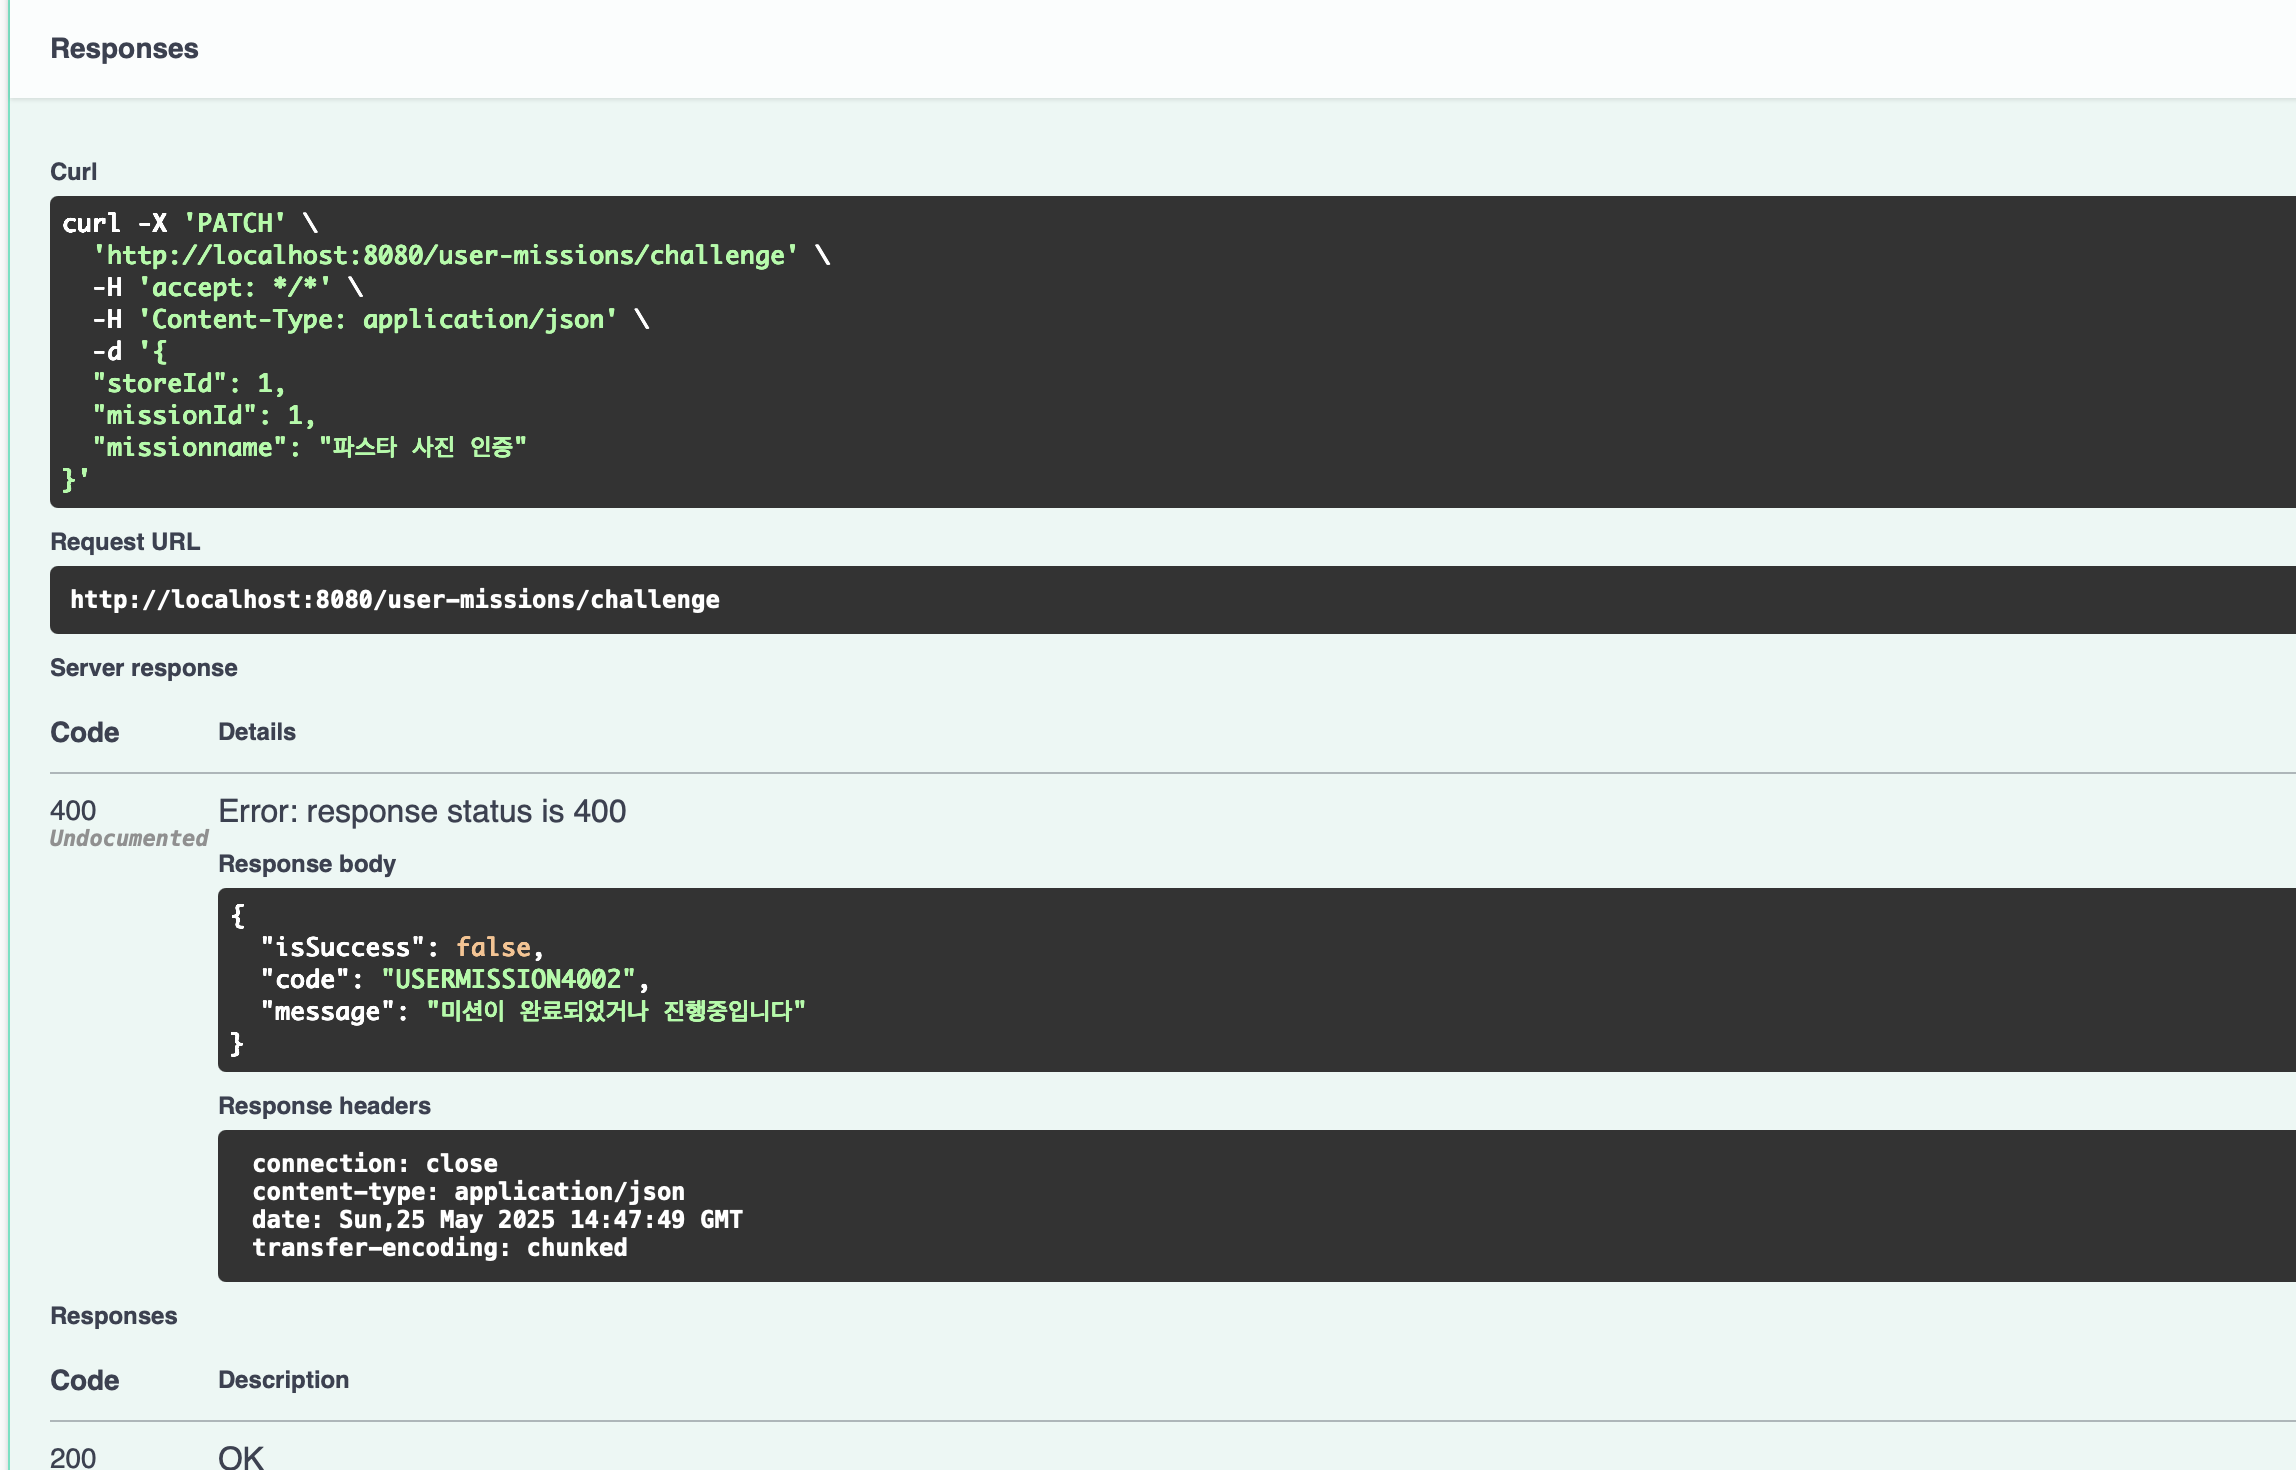 Responses
Curl
curl -X 'PATCH' \
  'http://localhost:8080/user-missions/challenge' \
  -H 'accept: */*' \
  -H 'Content-Type: application/json' \
  -d '{
  "storeId": 1,
  "missionId": 1,
  "missionname": "파스타 사진 인증"
}'
Request URL
http://localhost:8080/user-missions/challenge
Server response
Code Details
400 Error: response status is 400
Undocumented
Response body
{
  "isSuccess": false,
  "code": "USERMISSION4002",
  "message": "미션이 완료되었거나 진행중입니다"
}
Response headers
connection: close
content-type: application/json
date: Sun,25 May 2025 14:47:49 GMT
transfer-encoding: chunked
Responses
Code Description
200 OK